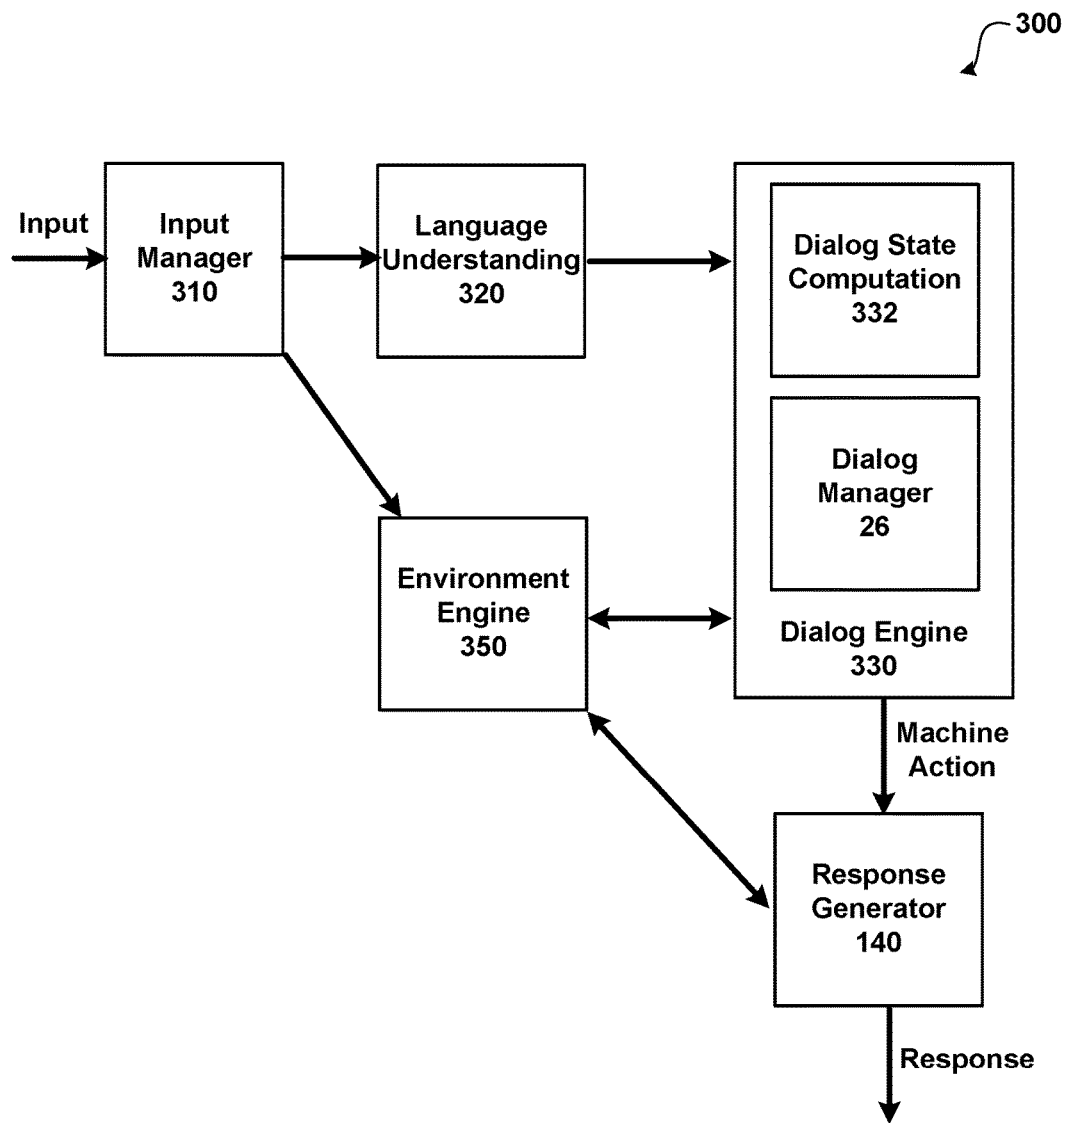 300
Input
Input
Manager
310
Language
Understanding
320
Dialog State
Computation
332
Dialog
Manager
26
Environment
Engine
350
Dialog Engine
330
Machine
Action
Response
Generator
140
Response